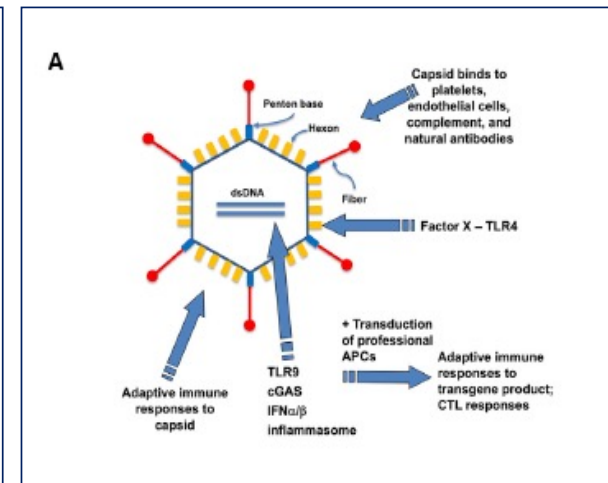 A
Capsid binds to
platelets,
endothelial cells,
complement, and
natural antibodies
Penton base
Hexon
dsDNA
Fiber
Factor X – TLR4
+ Transduction
of professional
APCs
Adaptive immune
responses to
transgene product;
CTL responses
TLR9
cGAS
IFNα/β
inflammasome
Adaptive immune
responses to
capsid